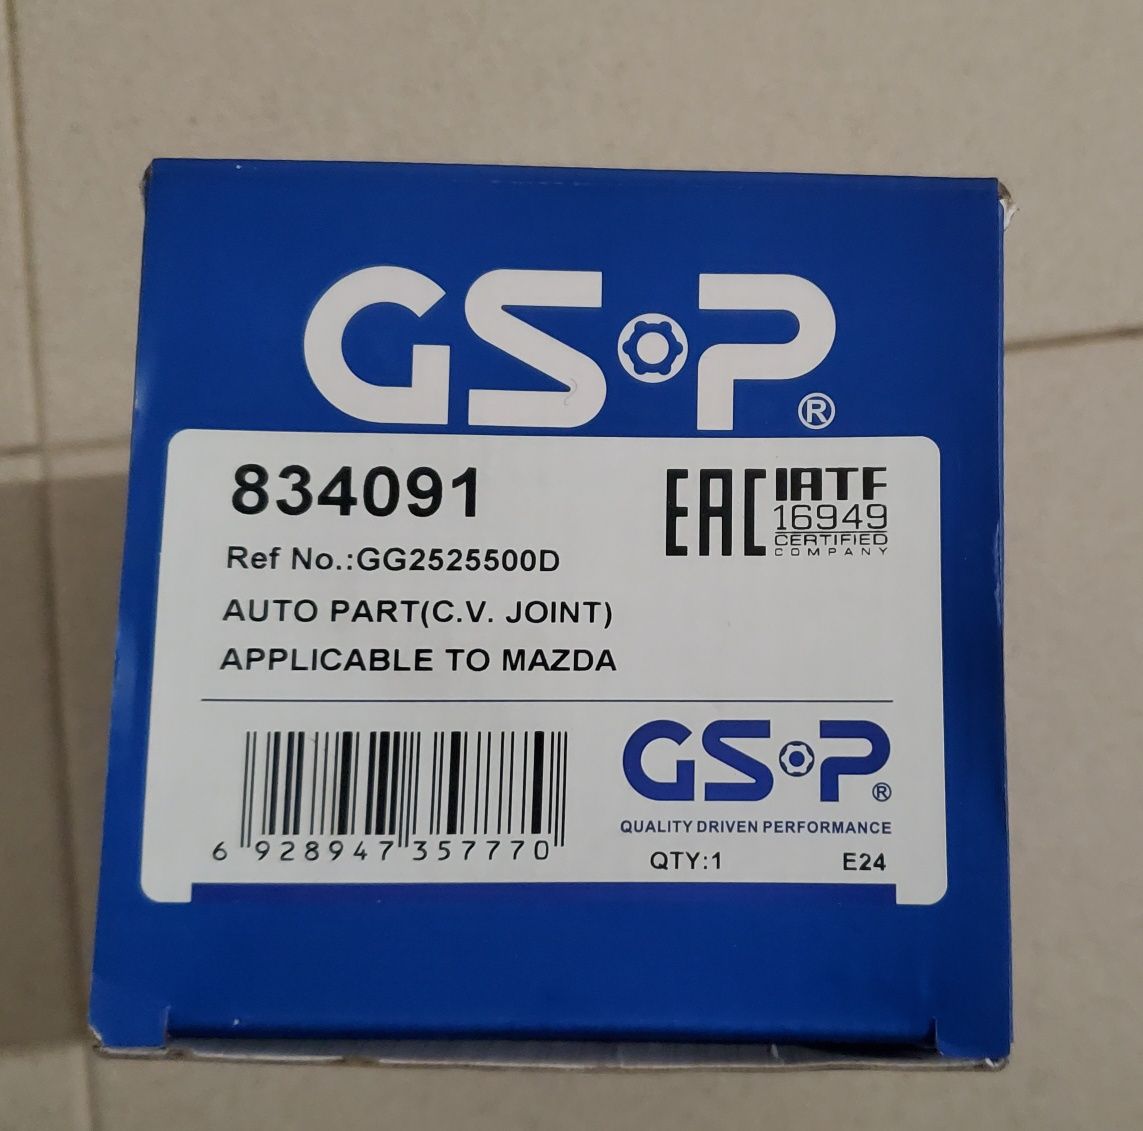 GSP®
834091
EAC
IATF
16949
CERTIFIED
COMPANY
Ref No.:GG2525500D
AUTO PART(C.V. JOINT)
APPLICABLE TO MAZDA
GSP®
QUALITY DRIVEN PERFORMANCE
6 928947 357770
QTY:1 E24